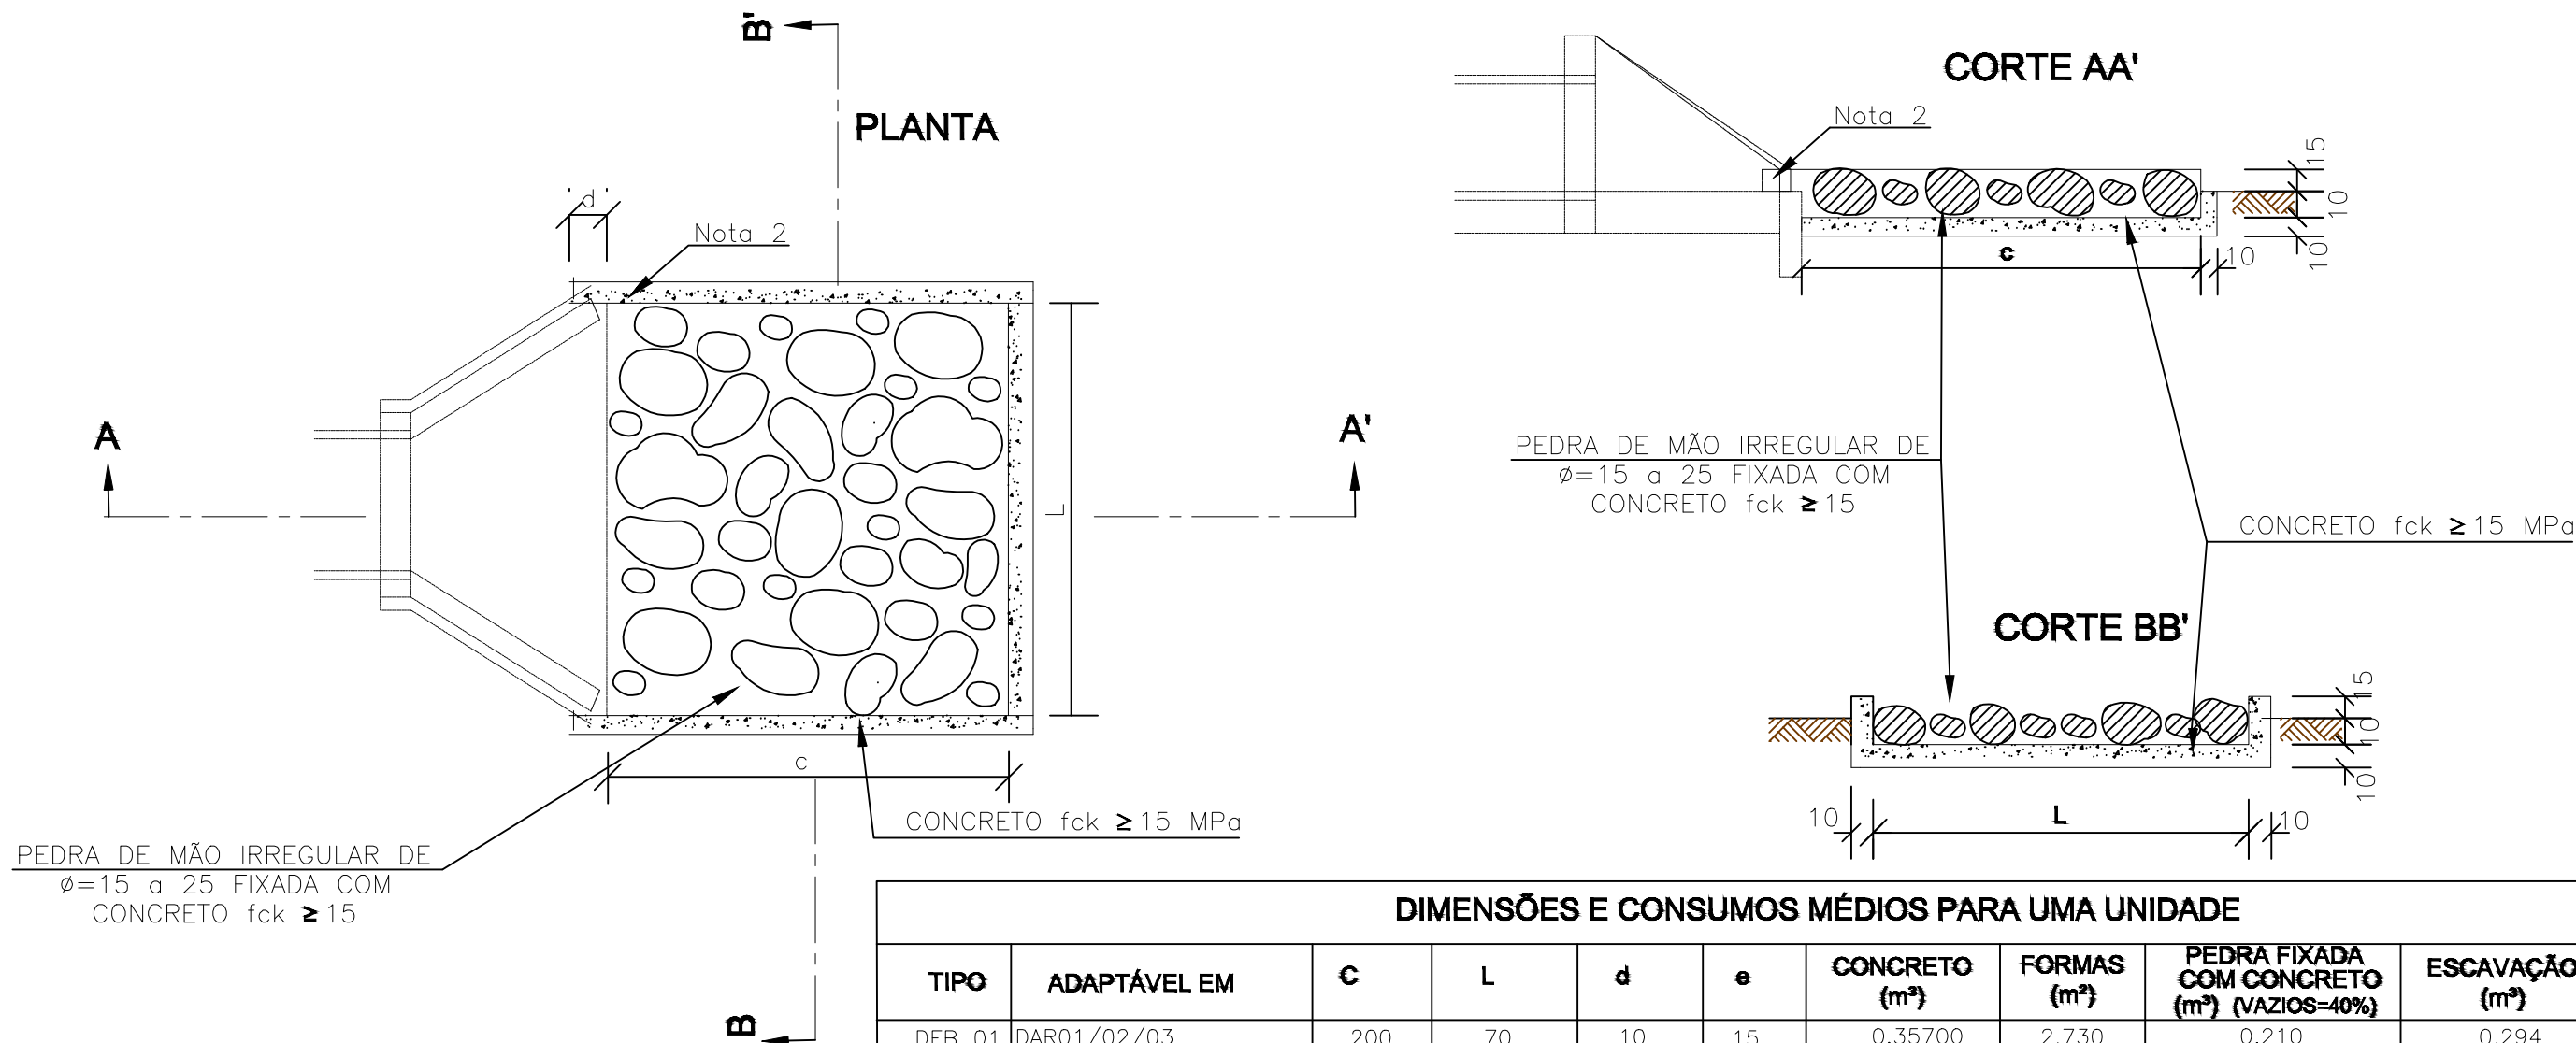 B'
PLANTA
d
Nota 2
A
A'
L
c
CONCRETO fck ≥15 MPa
PEDRA DE MÃO IRREGULAR DE
ø=15 a 25 FIXADA COM
CONCRETO fck ≥15
B
CORTE AA'
Nota 2
15
10
10
c
10
PEDRA DE MÃO IRREGULAR DE
ø=15 a 25 FIXADA COM
CONCRETO fck ≥15
CONCRETO fck ≥15 MPa
CORTE BB'
15
10
10
10
L
10
DIMENSÕES E CONSUMOS MÉDIOS PARA UMA UNIDADE
TIPO ADAPTÁVEL EM C L d e CONCRETO (m³) FORMAS (m²) PEDRA FIXADA COM CONCRETO (m³) (VAZIOS=40%) ESCAVAÇÃO (m³)
DEB 01 DAR01/02/03 200 70 10 15 0.35700 2.730 0.210 0.294